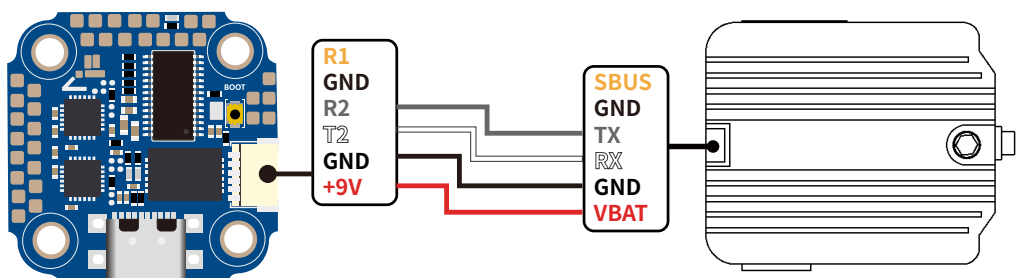 BOOT
R1
GND
R2
T2
GND
+9V
SBUS
GND
TX
RX
GND
VBAT